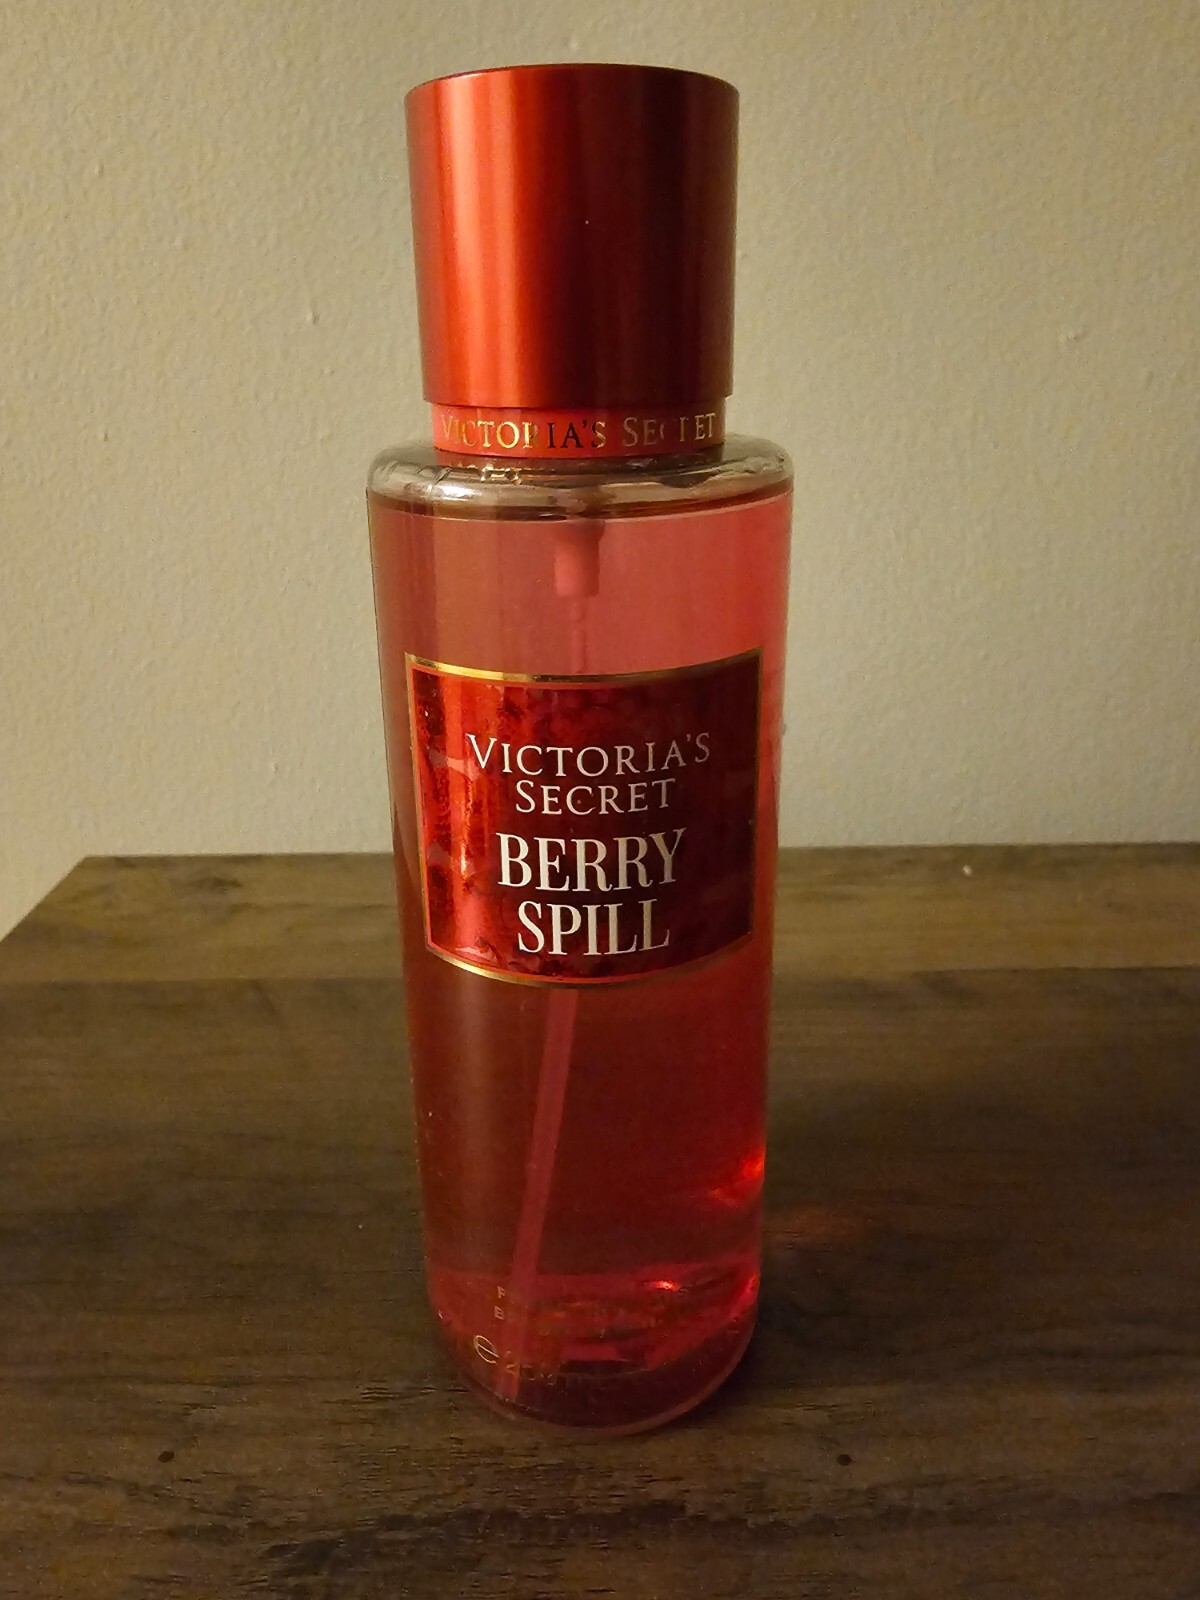 VICTORIA'S SECRET
VICTORIA'S
SECRET
BERRY
SPILL